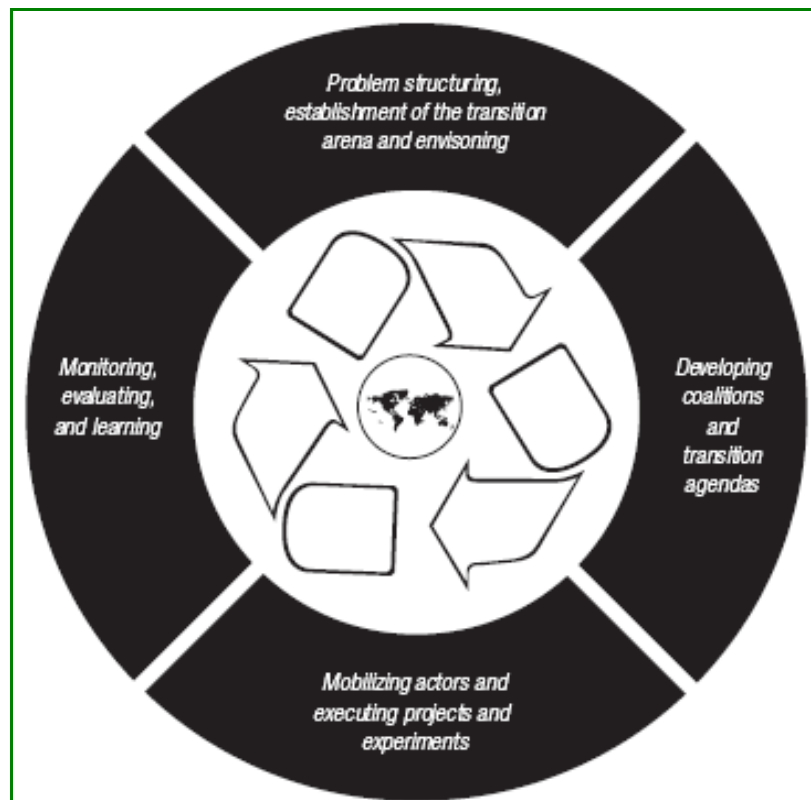 Problem structuring,
establishment of the transition
arena and envisoning
Monitoring,
evaluating,
and learning
Developing
coalitions
and
transition
agendas
Mobilizing actors and
executing projects and
experiments